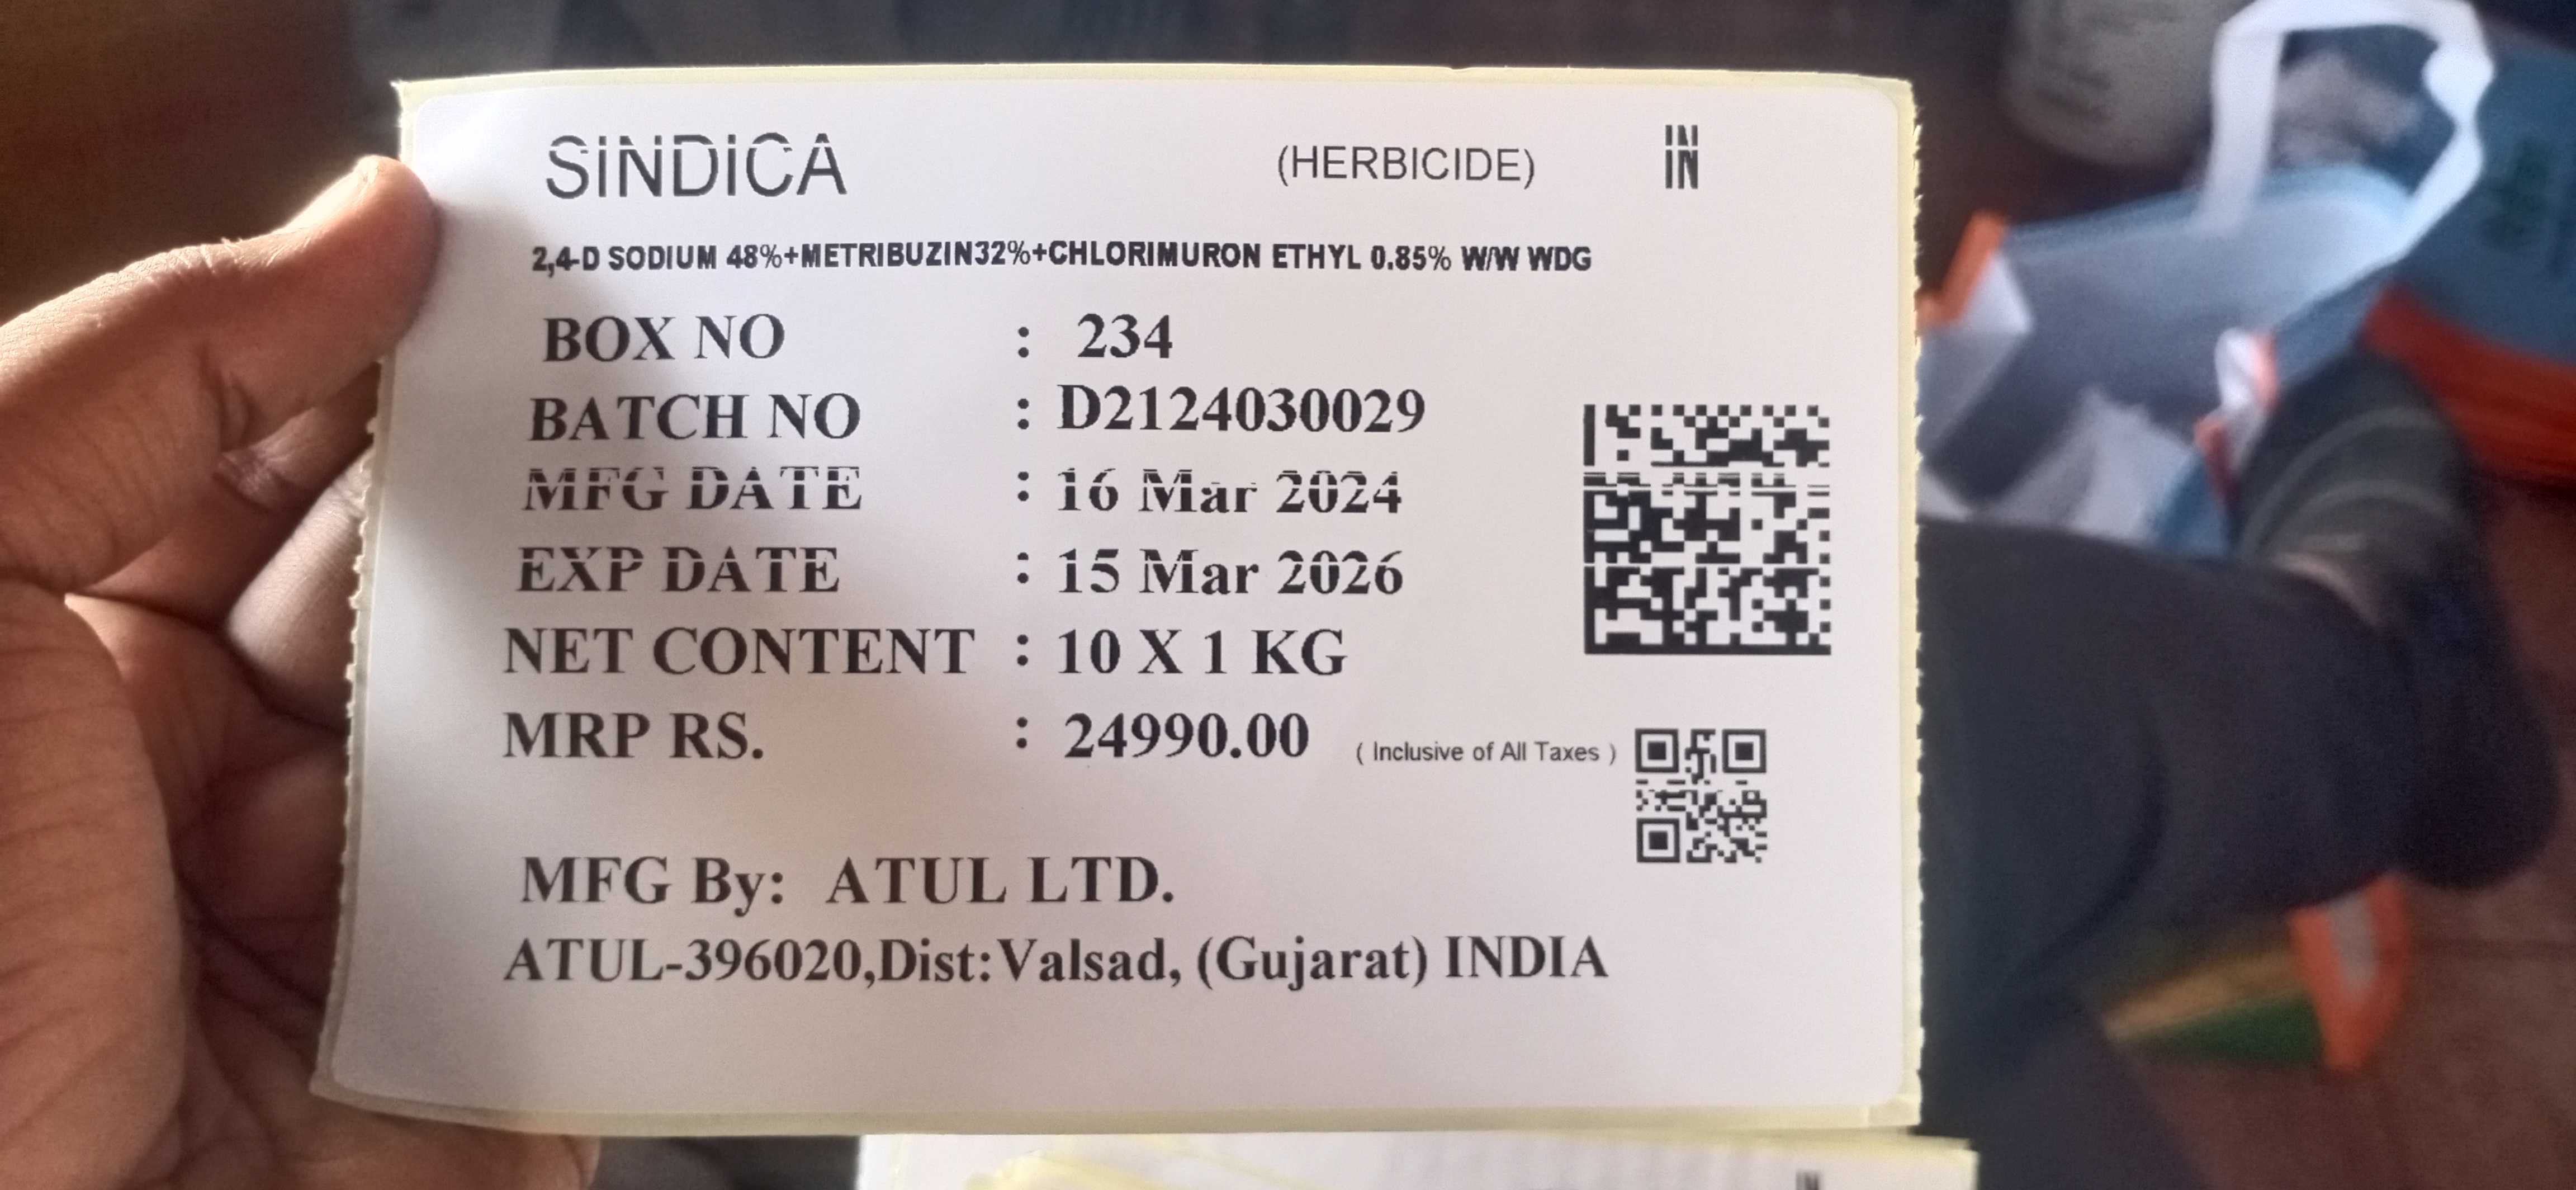 SINDICA (HERBICIDE) IN
2,4-D SODIUM 48%+METRIBUZIN32%+CHLORIMURON ETHYL 0.85% W/W WDG
BOX NO : 234
BATCH NO : D2124030029
MFG DATE : 16 Mar 2024
EXP DATE : 15 Mar 2026
NET CONTENT : 10 X 1 KG
MRP RS. : 24990.00 ( Inclusive of All Taxes )
MFG By: ATUL LTD.
ATUL-396020,Dist:Valsad, (Gujarat) INDIA